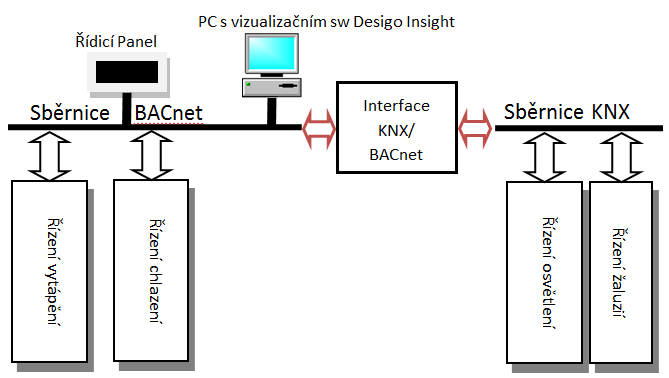 PC s vizualizačním sw Desigo Insight
Řídicí Panel
Sběrnice BACnet
Interface
KNX/
BACnet
Sběrnice KNX
Řízení vytápění
Řízení chlazení
Řízení osvětlení
Řízení žaluzií